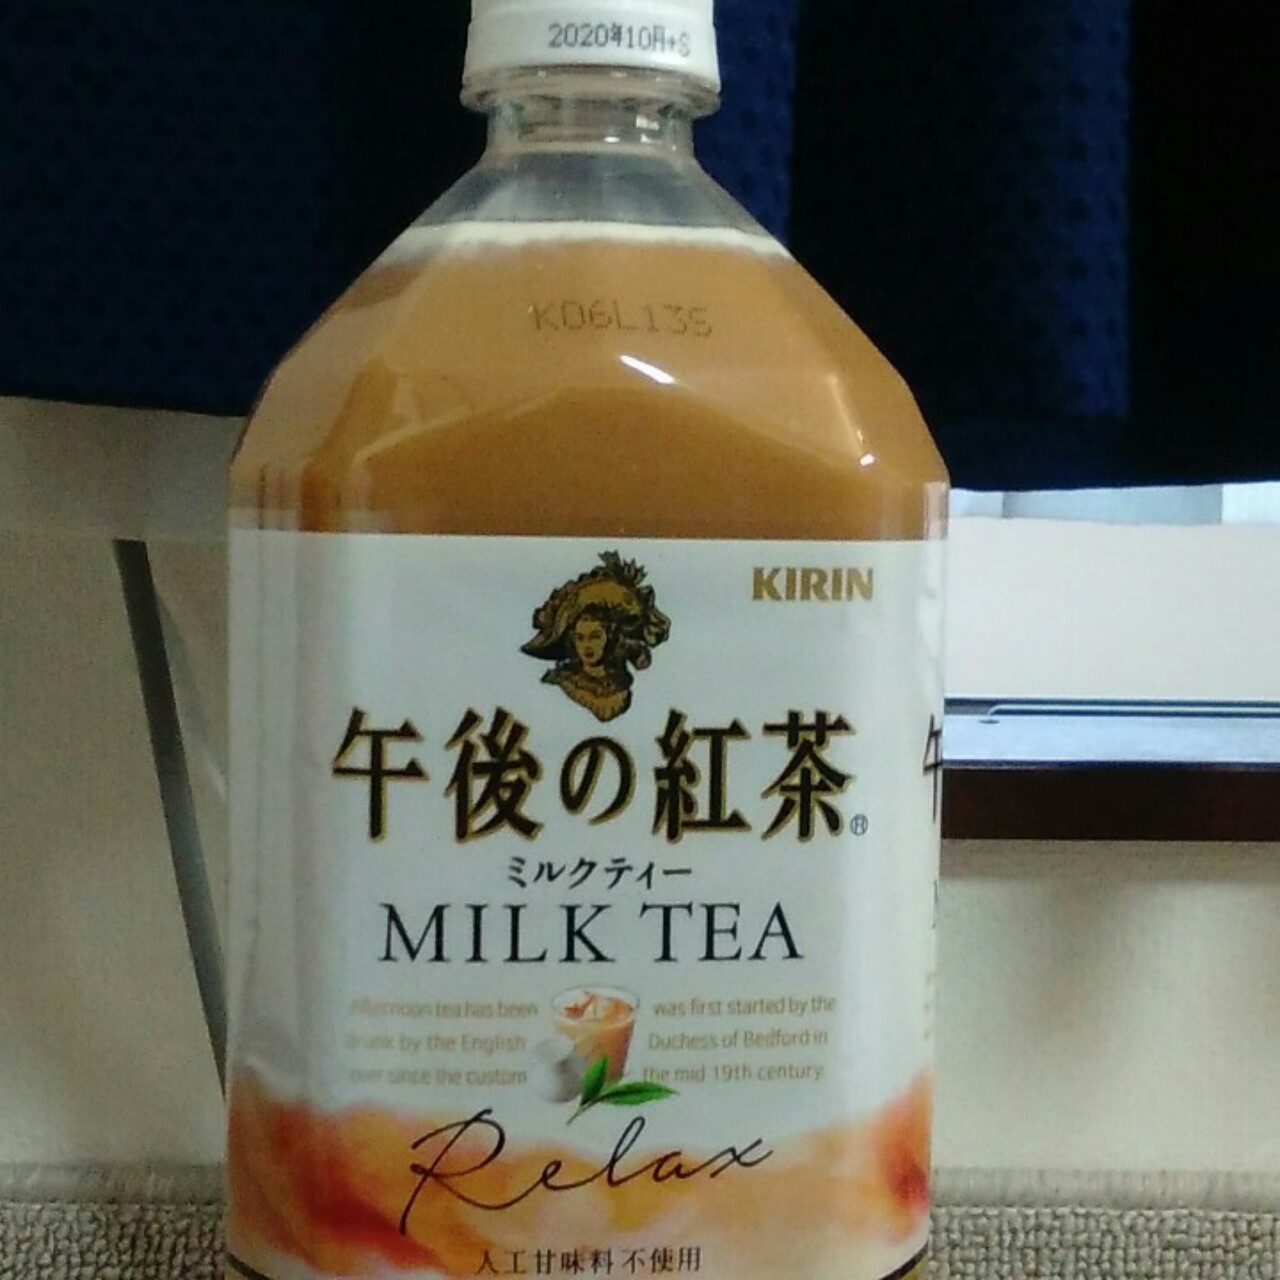 2020年10月+S
K06L13S
KIRIN
午後の紅茶®
ミルクティー
MILK TEA
Afternoon tea has been was first started by the
drunk by the English Duchess of Bedford in
ever since the custom the mid 19th century.
Relax
人工甘味料不使用
午